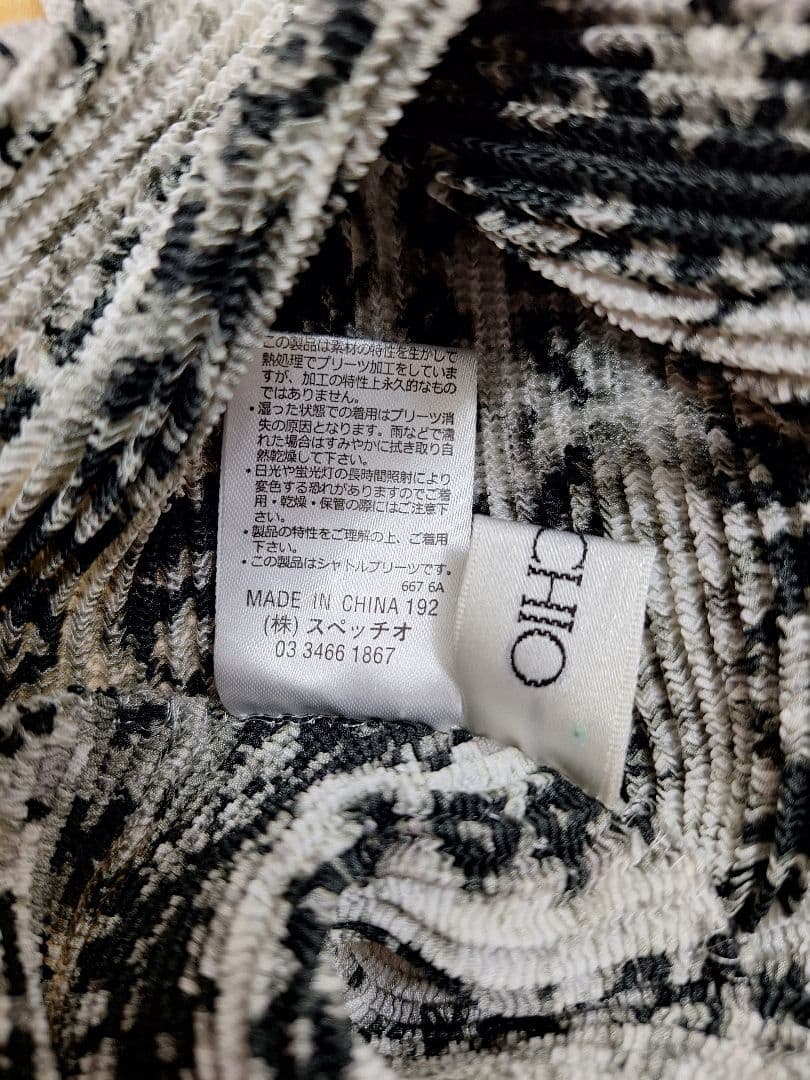 この製品は素材の特性を生かして
熱処理でプリーツ加工をしていま
すが、加工の特性上永久的なもの
ではありません。
・湿った状態での着用はプリーツ消
失の原因となります。雨などで濡
れた場合はすみやかに拭き取り自
然乾燥して下さい。
・日光や蛍光灯の長時間照射により
変色する恐れがありますのでご着
用・乾燥・保管の際にはご注意下
さい。
・製品の特性をご理解の上、ご着用
下さい。
・この製品はシャトルプリーツです。
667 6A
MADE IN CHINA 192
(株) スペッチオ
03 3466 1867
CHIO